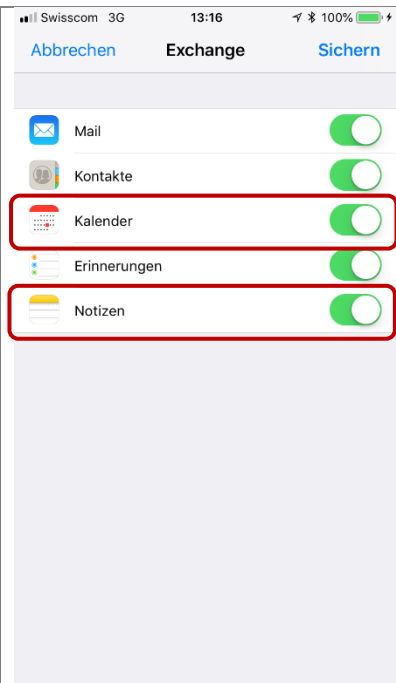 Swisscom 3G 13:16 100%
Abbrechen Exchange Sichern
Mail
Kontakte
Kalender
Erinnerungen
Notizen